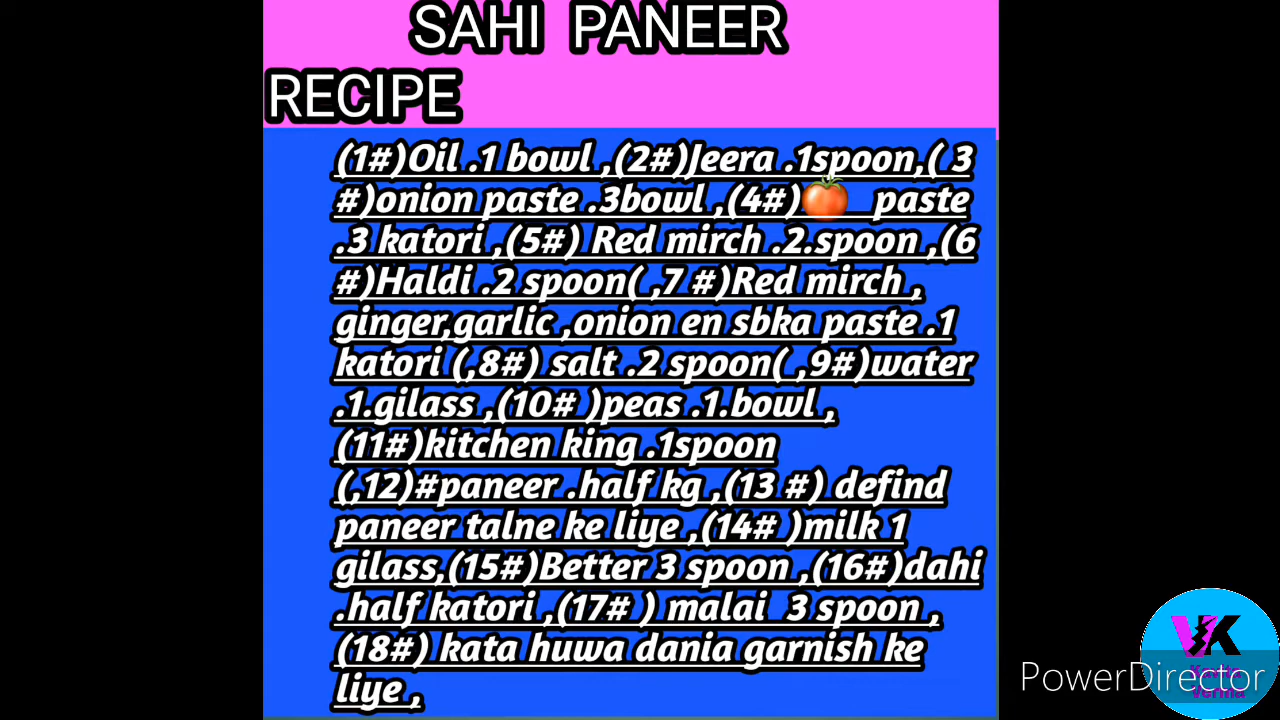 SAHI PANEER
RECIPE
(1#)Oil .1 bowl ,(2#)Jeera .1spoon,( 3
#)onion paste .3bowl ,(4#)🍅 paste
.3 katori ,(5#) Red mirch .2.spoon ,(6
#)Haldi .2 spoon( ,7 #)Red mirch ,
ginger,garlic ,onion en sbka paste .1
katori (,8#) salt .2 spoon( ,9#)water
.1.gilass ,(10# )peas .1.bowl ,
(11#)kitchen king .1spoon
(,12)#paneer .half kg ,(13 #) defind
paneer talne ke liye ,(14# )milk 1
gilass,(15#)Better 3 spoon ,(16#)dahi
.half katori ,(17# ) malai 3 spoon ,
(18#) kata huwa dania garnish ke
liye ,
VK
Kavita
Verma
PowerDirector